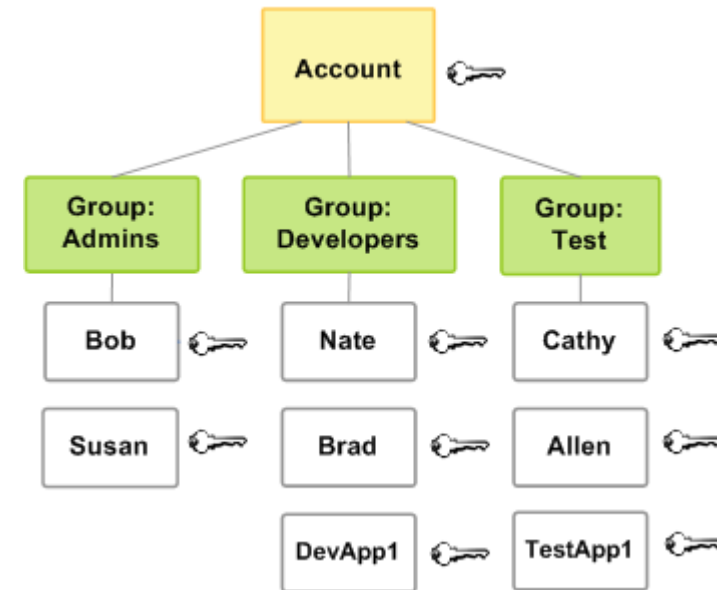 Account
Group:
Admins
Group:
Developers
Group:
Test
Bob
Nate
Cathy
Susan
Brad
Allen
DevApp1
TestApp1